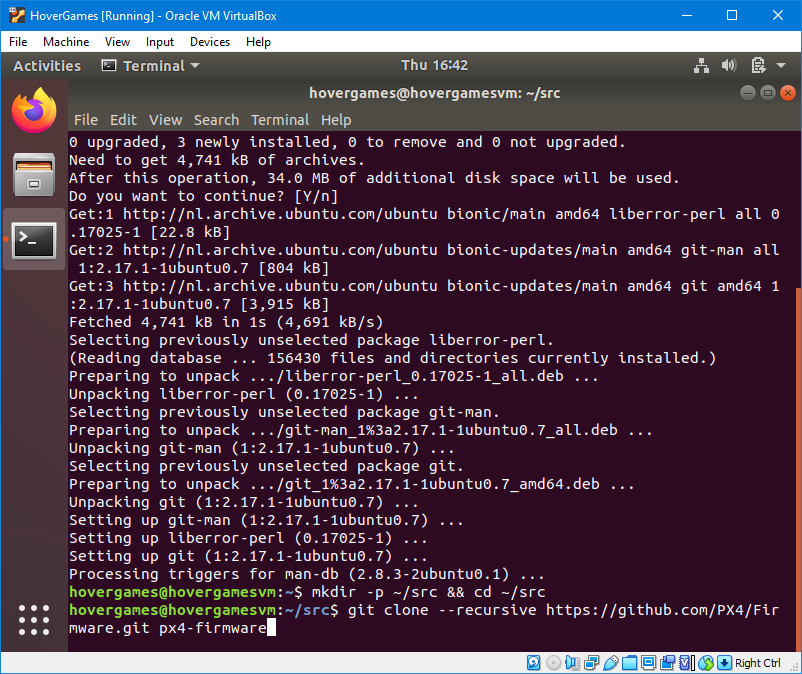 HoverGames [Running] - Oracle VM VirtualBox
File Machine View Input Devices Help
Activities Terminal Thu 16:42
hovergames@hovergamesvm: ~/src
File Edit View Search Terminal Help
0 upgraded, 3 newly installed, 0 to remove and 0 not upgraded.
Need to get 4,741 kB of archives.
After this operation, 34.0 MB of additional disk space will be used.
Do you want to continue? [Y/n]
Get:1 http://nl.archive.ubuntu.com/ubuntu bionic/main amd64 liberror-perl all 0
.17025-1 [22.8 kB]
Get:2 http://nl.archive.ubuntu.com/ubuntu bionic-updates/main amd64 git-man all
 1:2.17.1-1ubuntu0.7 [804 kB]
Get:3 http://nl.archive.ubuntu.com/ubuntu bionic-updates/main amd64 git amd64 1
:2.17.1-1ubuntu0.7 [3,915 kB]
Fetched 4,741 kB in 1s (4,691 kB/s)
Selecting previously unselected package liberror-perl.
(Reading database ... 156430 files and directories currently installed.)
Preparing to unpack .../liberror-perl_0.17025-1_all.deb ...
Unpacking liberror-perl (0.17025-1) ...
Selecting previously unselected package git-man.
Preparing to unpack .../git-man_1%3a2.17.1-1ubuntu0.7_all.deb ...
Unpacking git-man (1:2.17.1-1ubuntu0.7) ...
Selecting previously unselected package git.
Preparing to unpack .../git_1%3a2.17.1-1ubuntu0.7_amd64.deb ...
Unpacking git (1:2.17.1-1ubuntu0.7) ...
Setting up git-man (1:2.17.1-1ubuntu0.7) ...
Setting up liberror-perl (0.17025-1) ...
Setting up git (1:2.17.1-1ubuntu0.7) ...
Processing triggers for man-db (2.8.3-2ubuntu0.1) ...
hovergames@hovergamesvm:~$ mkdir -p ~/src && cd ~/src
hovergames@hovergamesvm:~/src$ git clone --recursive https://github.com/PX4/Fir
mware.git px4-firmware
Right Ctrl